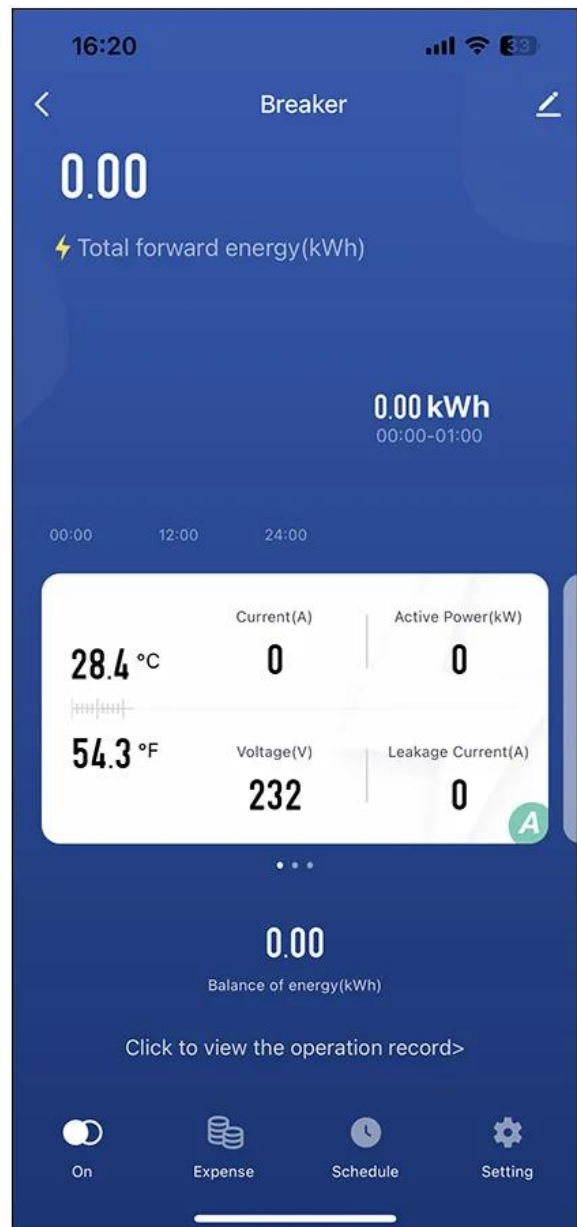 16:20
33
Breaker
0.00
Total forward energy(kWh)
0.00 kWh
00:00-01:00
00:00 12:00 24:00
Current(A) Active Power(kW)
28.4 °C 0 0
54.3 °F Voltage(V) Leakage Current(A)
232 0
A
0.00
Balance of energy(kWh)
Click to view the operation record>
On Expense Schedule Setting